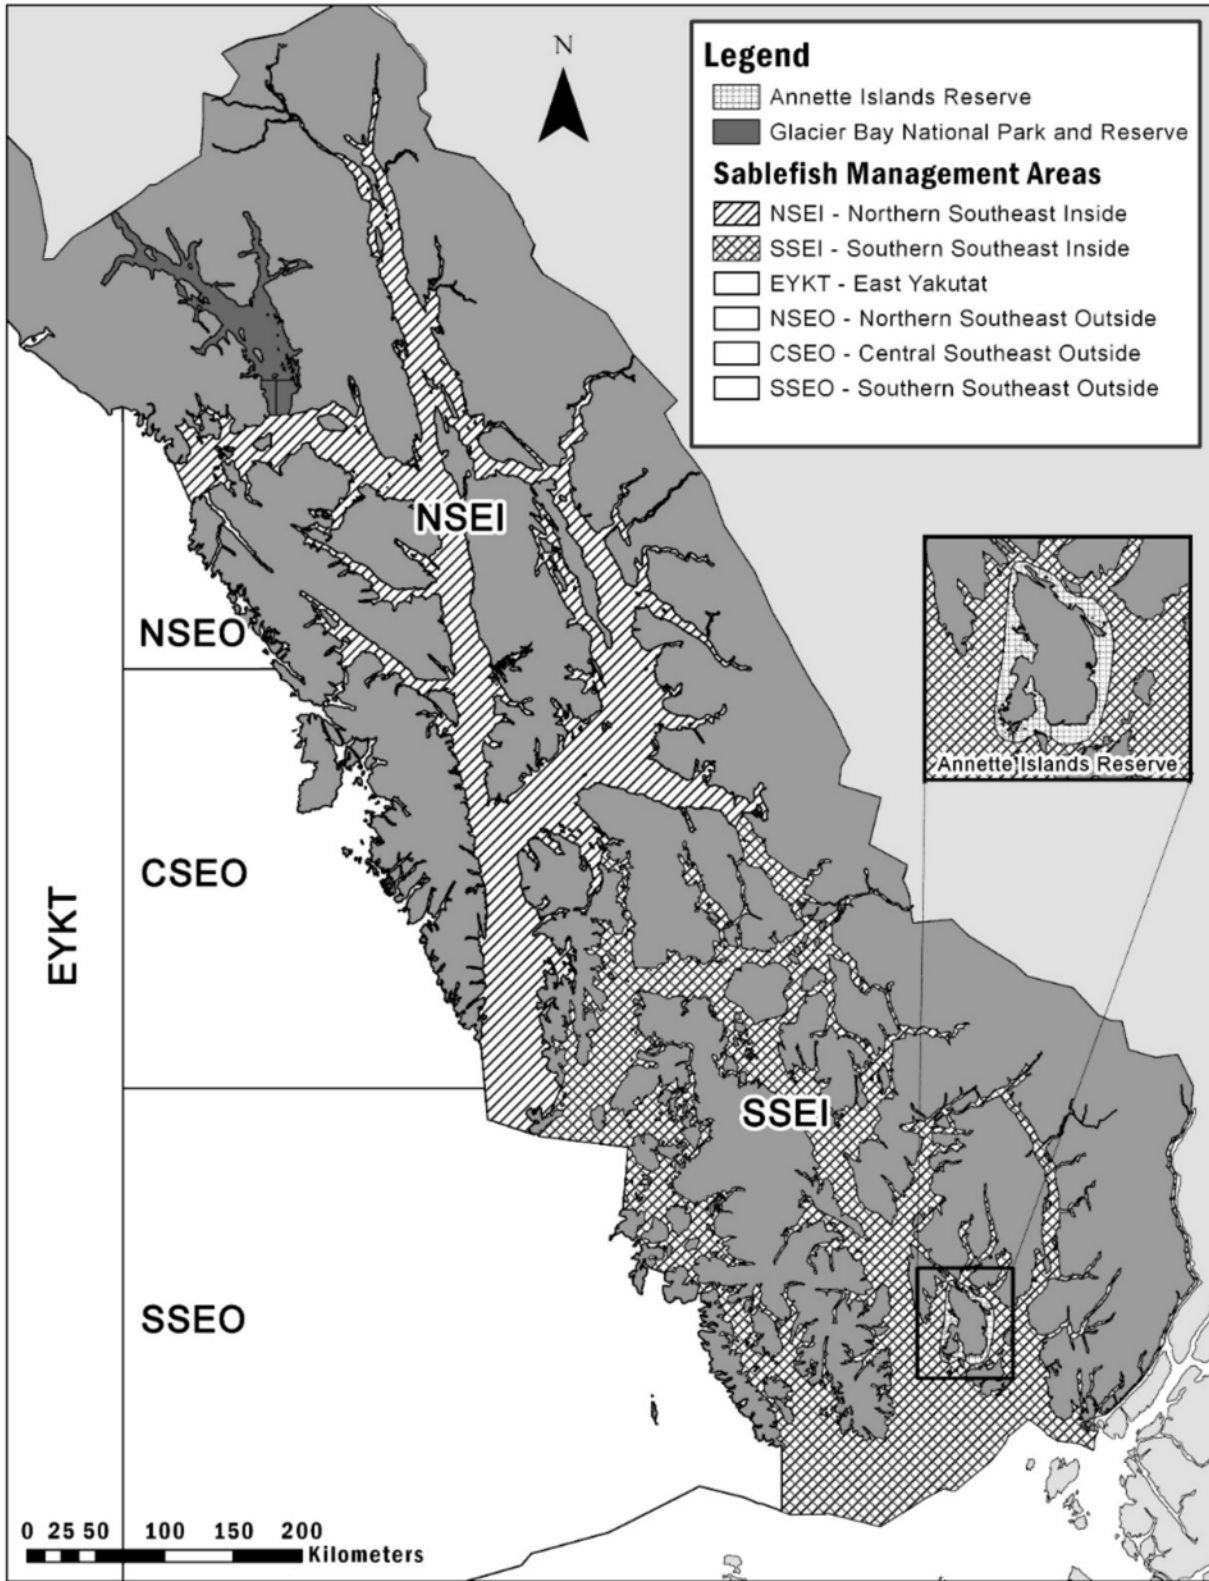 N
Legend
Annette Islands Reserve
Glacier Bay National Park and Reserve
Sablefish Management Areas
NSEI - Northern Southeast Inside
SSEI - Southern Southeast Inside
EYKT - East Yakutat
NSEO - Northern Southeast Outside
CSEO - Central Southeast Outside
SSEO - Southern Southeast Outside
NSEI
NSEO
Annette Islands Reserve
CSEO
EYKT
SSEI
SSEO
0 25 50 100 150 200
Kilometers